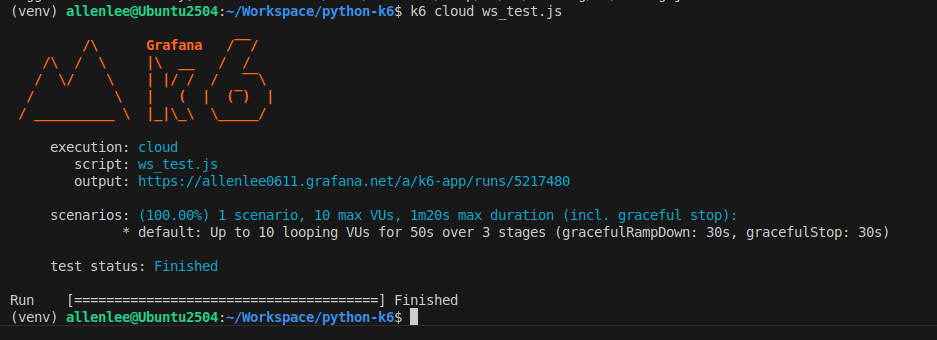 (venv) allenlee@Ubuntu2504:~/Workspace/python-k6$ k6 cloud ws_test.js
Grafana
execution: cloud
script: ws_test.js
output: https://allenlee0611.grafana.net/a/k6-app/runs/5217480
scenarios: (100.00%) 1 scenario, 10 max VUs, 1m20s max duration (incl. graceful stop):
* default: Up to 10 looping VUs for 50s over 3 stages (gracefulRampDown: 30s, gracefulStop: 30s)
test status: Finished
Run    [======================================] Finished
(venv) allenlee@Ubuntu2504:~/Workspace/python-k6$